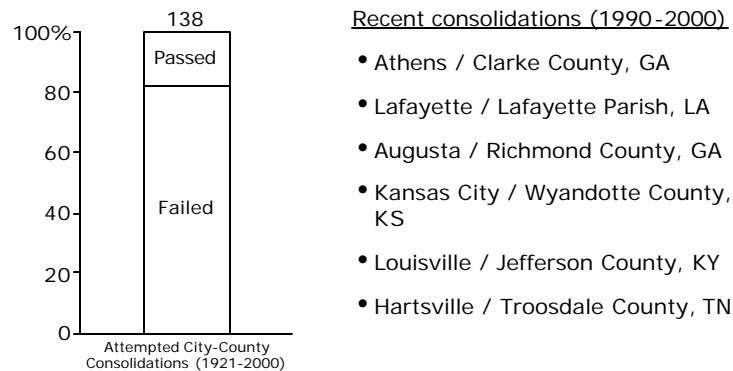 138
100%
80
60
40
20
0
Passed
Failed
Attempted City-County
Consolidations (1921-2000)
Recent consolidations (1990-2000)
• Athens / Clarke County, GA
• Lafayette / Lafayette Parish, LA
• Augusta / Richmond County, GA
• Kansas City / Wyandotte County,
KS
• Louisville / Jefferson County, KY
• Hartsville / Troosdale County, TN